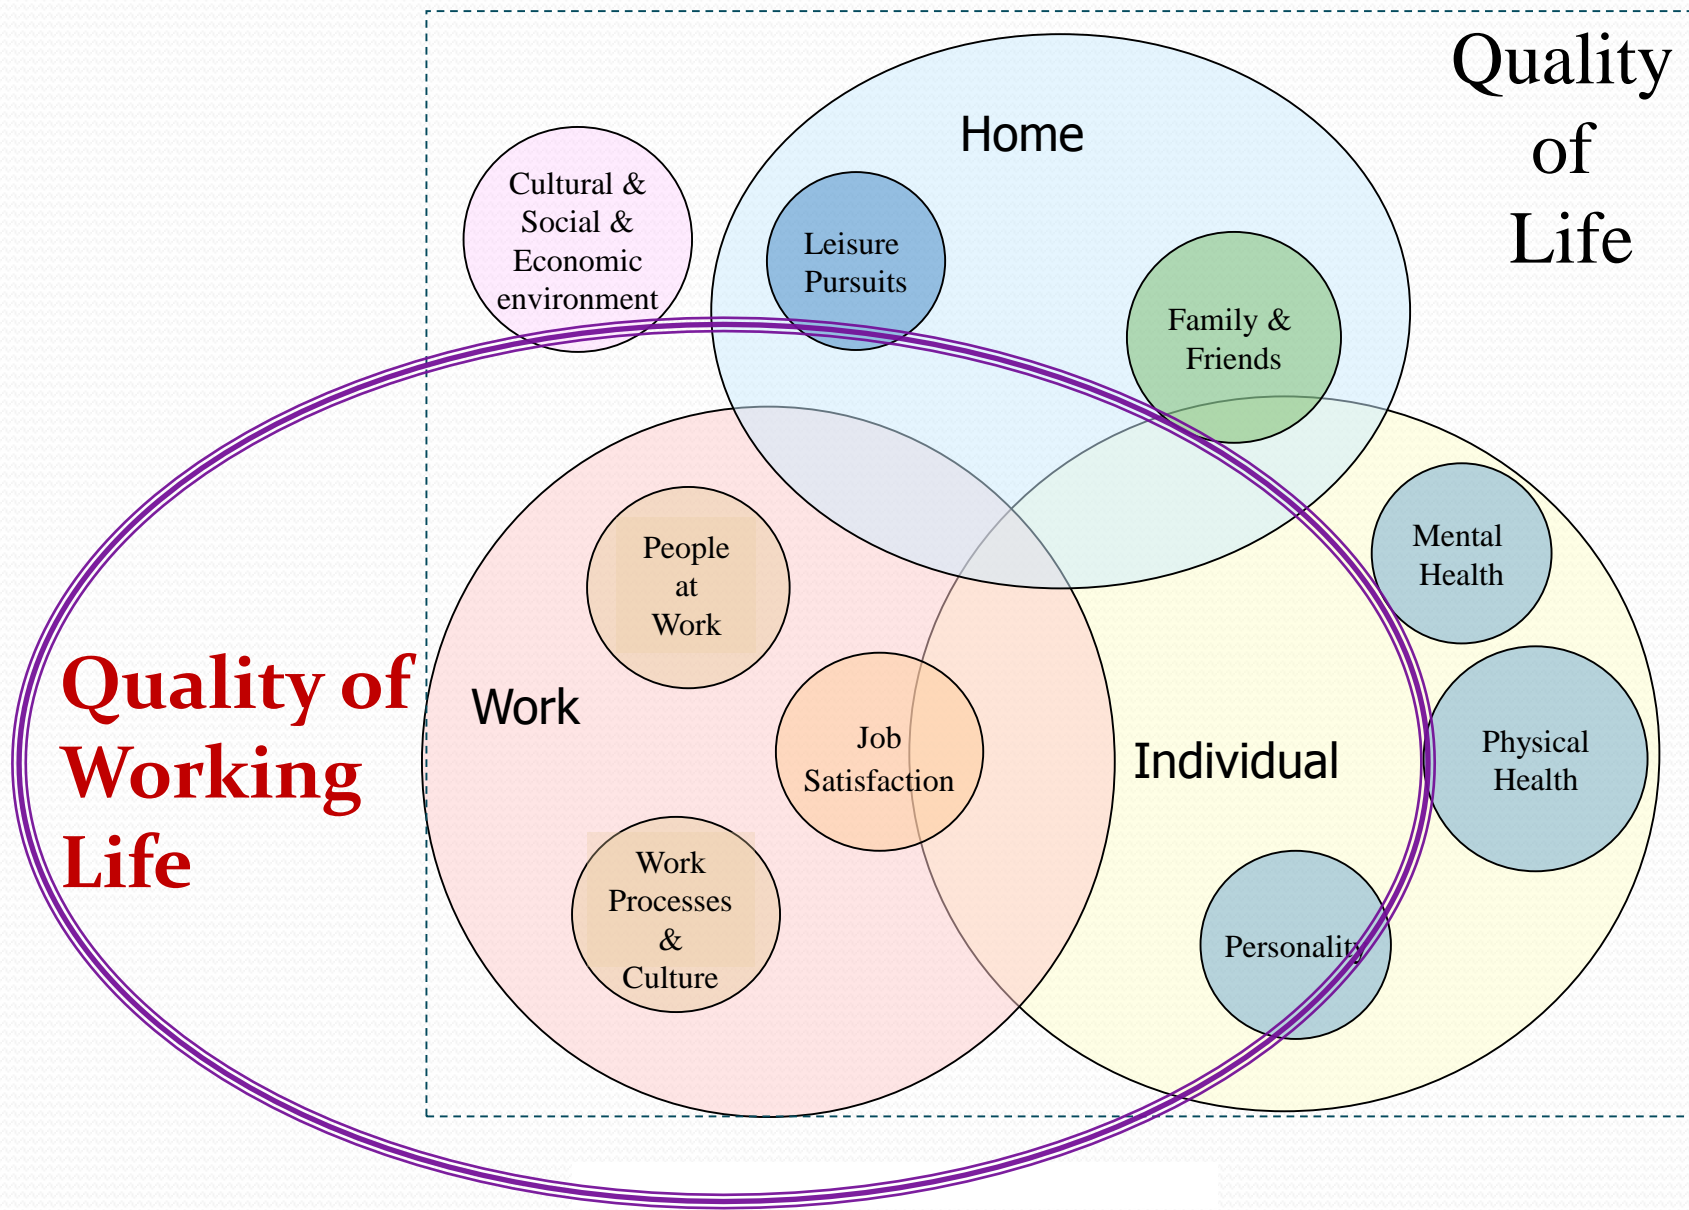 Quality
of
Life
Home
Cultural &
Social &
Economic
environment
Leisure
Pursuits
Family &
Friends
Mental
Health
People
at
Work
Quality of
Working
Life
Work
Job
Satisfaction
Individual
Physical
Health
Work
Processes
&
Culture
Personality